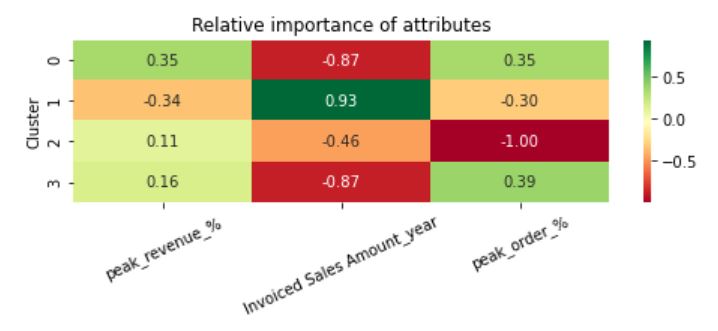 Relative importance of attributes
Cluster
0 0.35 -0.87 0.35
1 -0.34 0.93 -0.30
2 0.11 -0.46 -1.00
3 0.16 -0.87 0.39
peak_revenue_% Invoiced Sales Amount_year peak_order_%
0.5
0.0
−0.5